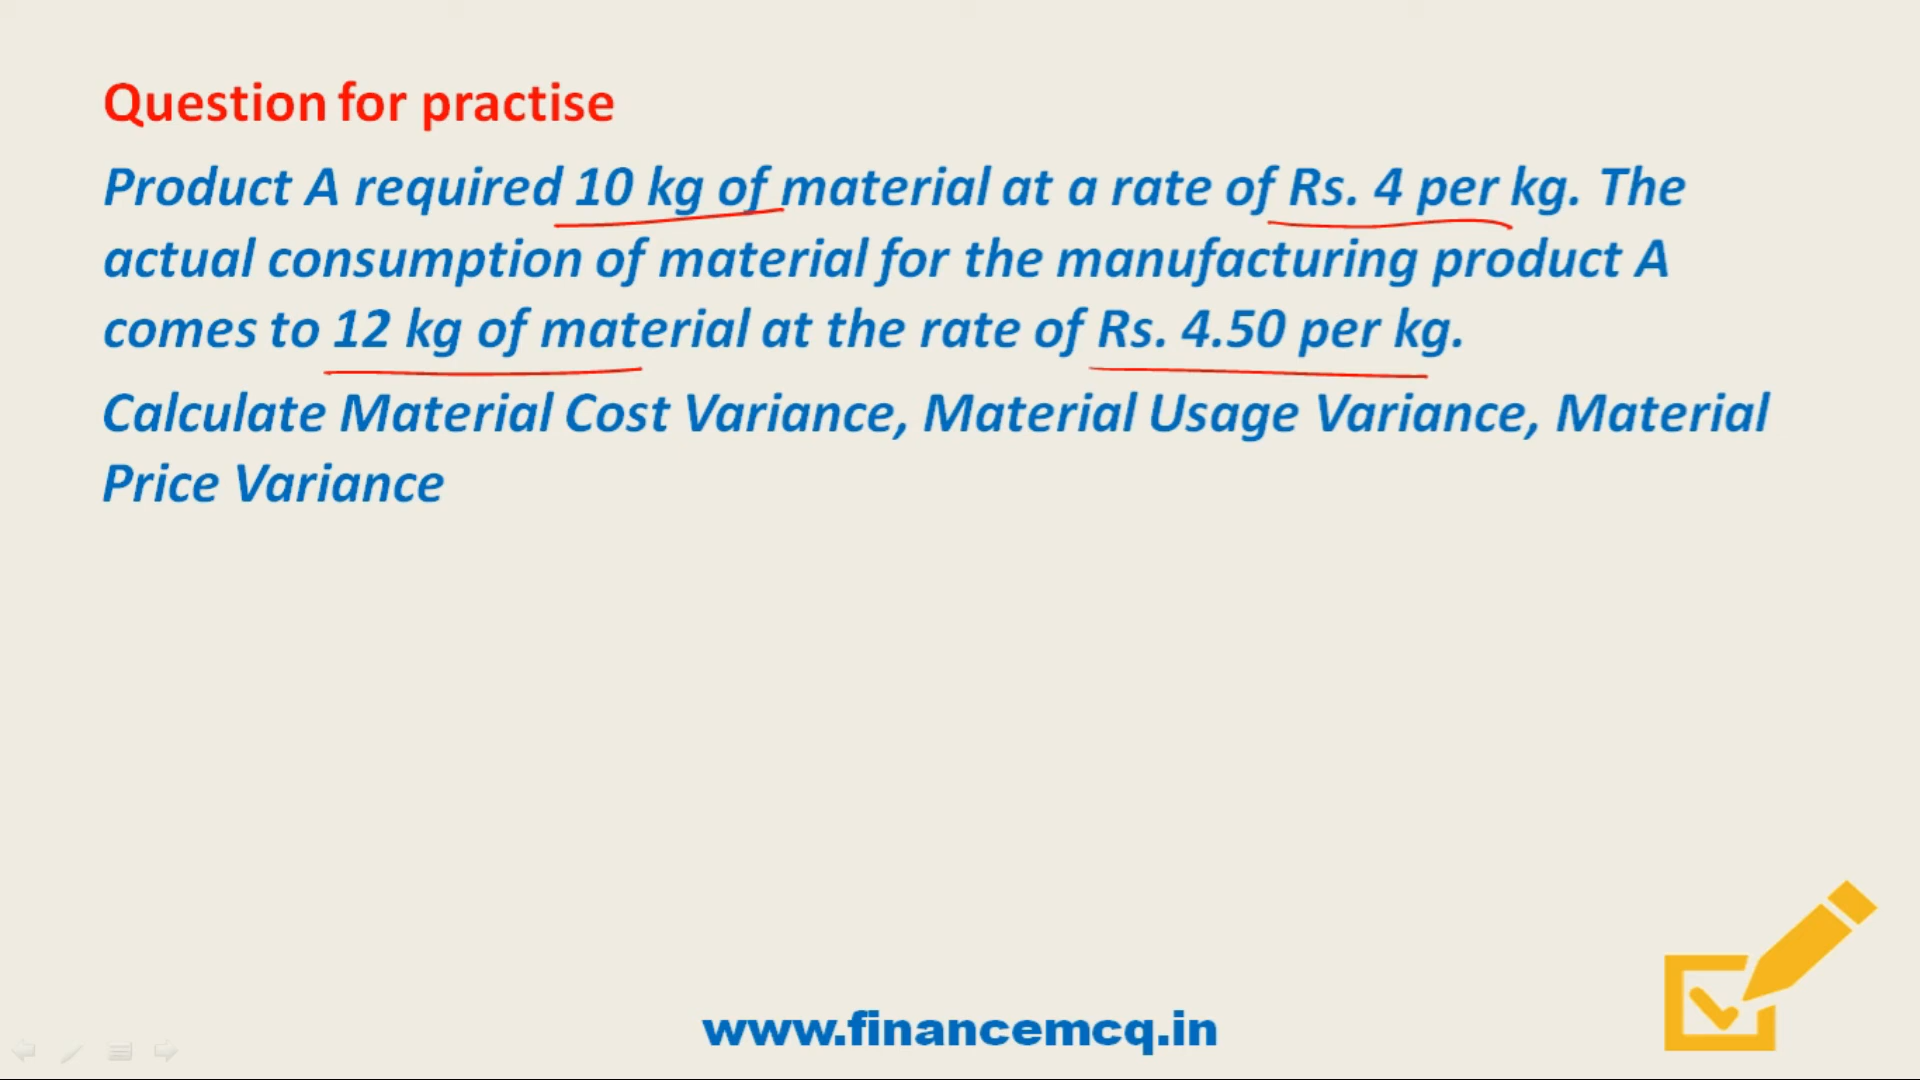 Question for practise
Product A required 10 kg of material at a rate of Rs. 4 per kg. The
actual consumption of material for the manufacturing product A
comes to 12 kg of material at the rate of Rs. 4.50 per kg.
Calculate Material Cost Variance, Material Usage Variance, Material
Price Variance
www.financemcq.in